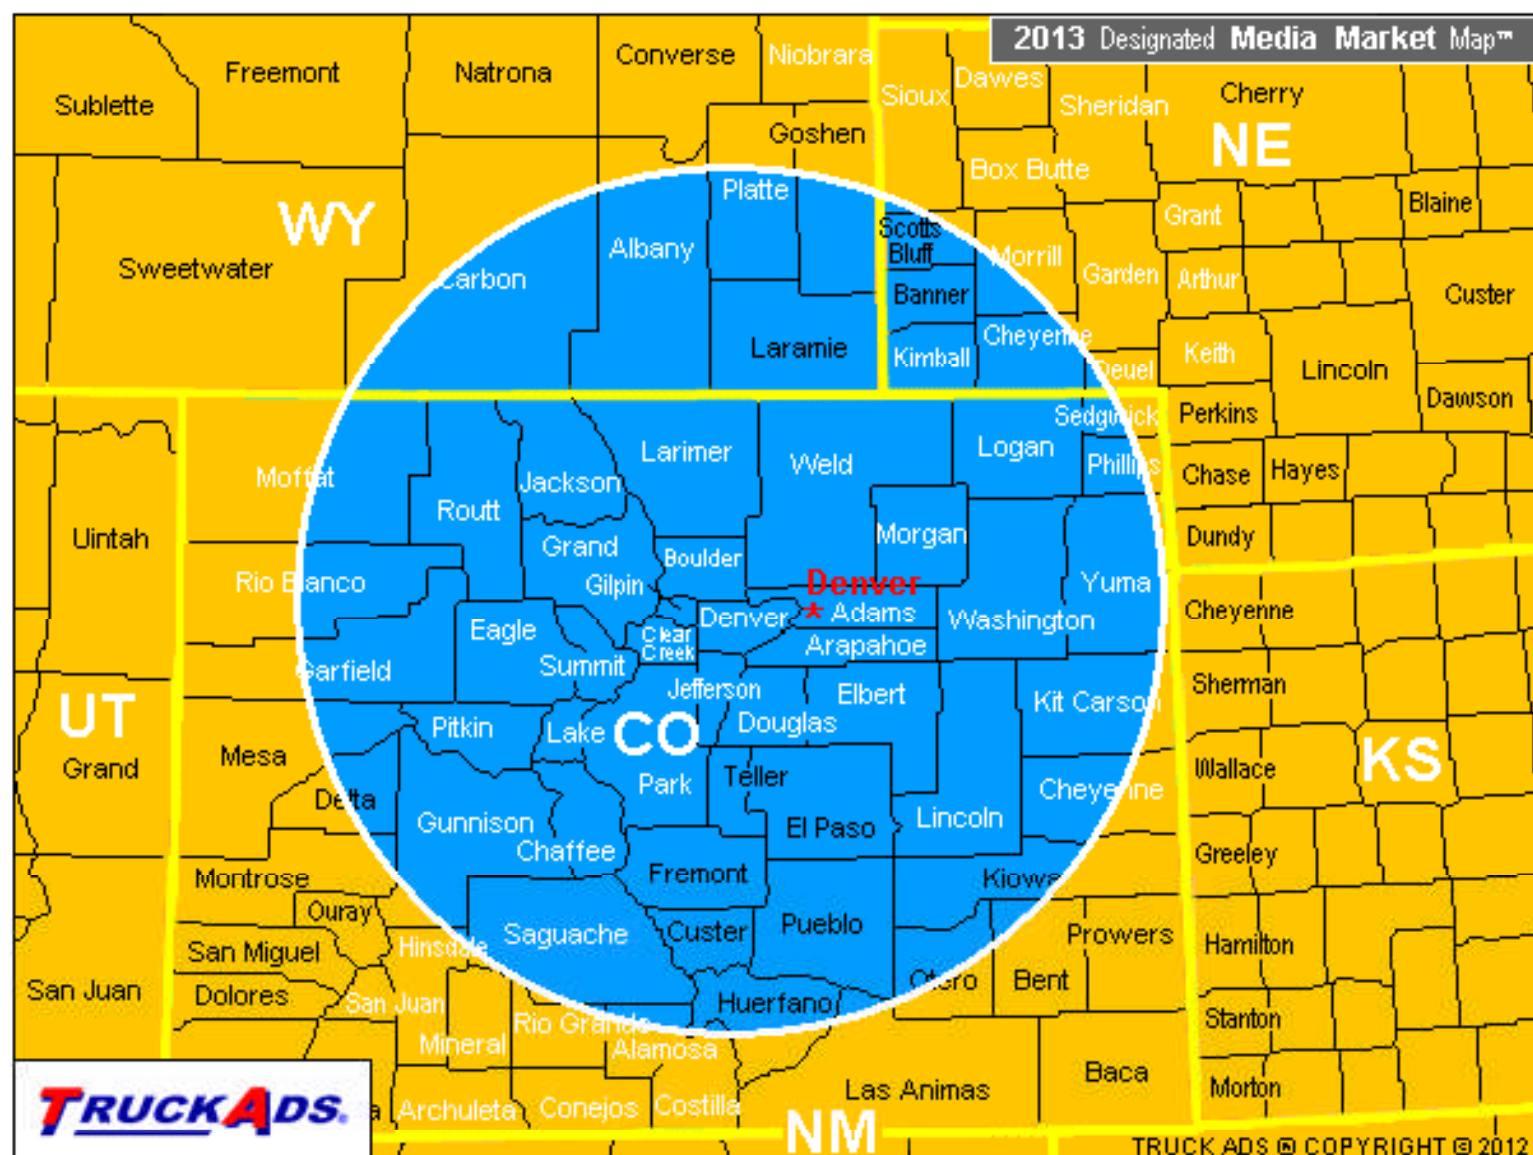 2013 Designated Media Market Map™
Converse
Niobrara
Freemont
Natrona
Dawes
Sioux
Cherry
Sublette
Sheridan
Goshen
NE
Box Butte
Platte
Blaine
WY
Grant
Scotts
Bluff
Albany
Morrill
Sweetwater
Garden
Arthur
Carbon
Banner
Custer
Cheyenne
Laramie
Kimball
Keith
Deuel
Lincoln
Dawson
Sedgwick
Perkins
Larimer
Logan
Weld
Phillips
Chase
Hayes
Moffat
Jackson
Routt
Morgan
Dundy
Uintah
Grand
Boulder
Rio Blanco
Gilpin
Denver
*
Yuma
Cheyenne
Adams
Denver
Washington
Eagle
Clear
Creek
Arapahoe
Summit
Garfield
Sherman
Jefferson
Elbert
Kit Carson
UT
Pitkin
Lake
CO
Douglas
Mesa
Grand
Wallace
KS
Teller
Park
Cheyenne
Delta
Gunnison
El Paso
Lincoln
Chaffee
Greeley
Montrose
Fremont
Kiowa
Ouray
Pueblo
Saguache
Custer
Prowers
Hinsdale
Hamilton
San Miguel
San Juan
Dolores
Otero
Bent
San Juan
Huerfano
Rio Grande
Stanton
Mineral
Alamosa
Baca
Las Animas
Morton
TRUCKADS®
a
Archuleta
Conejos
Costilla
NM
TRUCK ADS ® COPYRIGHT © 2012